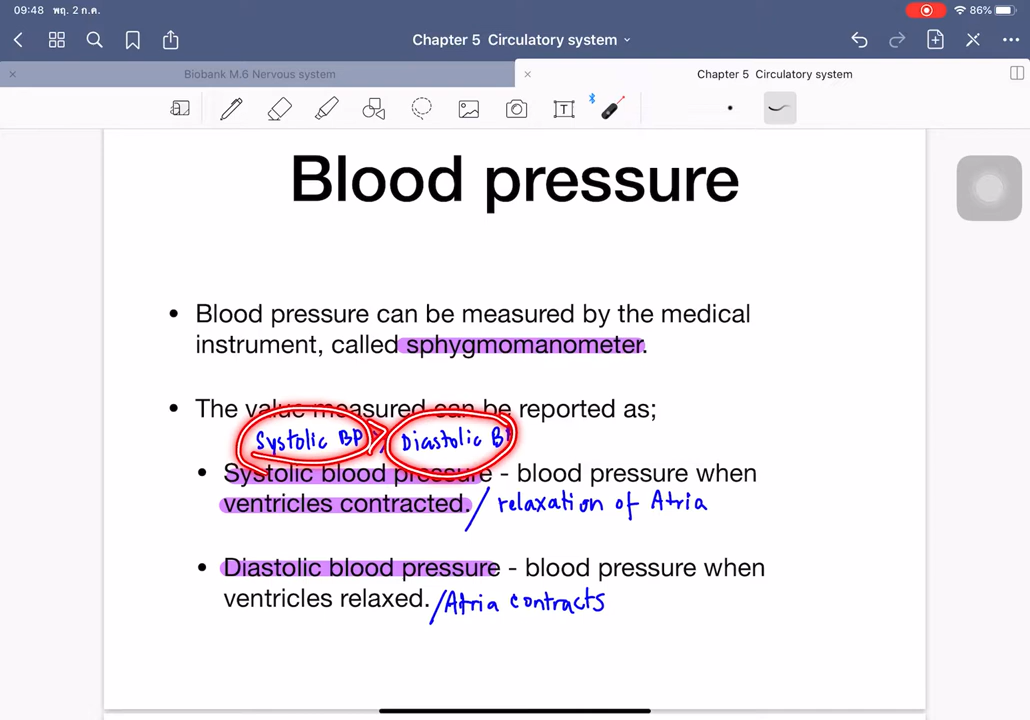 09:48 พฤ. 2 ก.ค. 86%
Chapter 5 Circulatory system
Biobank M.6 Nervous system Chapter 5 Circulatory system
Blood pressure
• Blood pressure can be measured by the medical
instrument, called sphygmomanometer.
• The value measured can be reported as;
Systolic BP / Diastolic BP
• Systolic blood pressure - blood pressure when
ventricles contracted. / relaxation of Atria
• Diastolic blood pressure - blood pressure when
ventricles relaxed. / Atria contracts